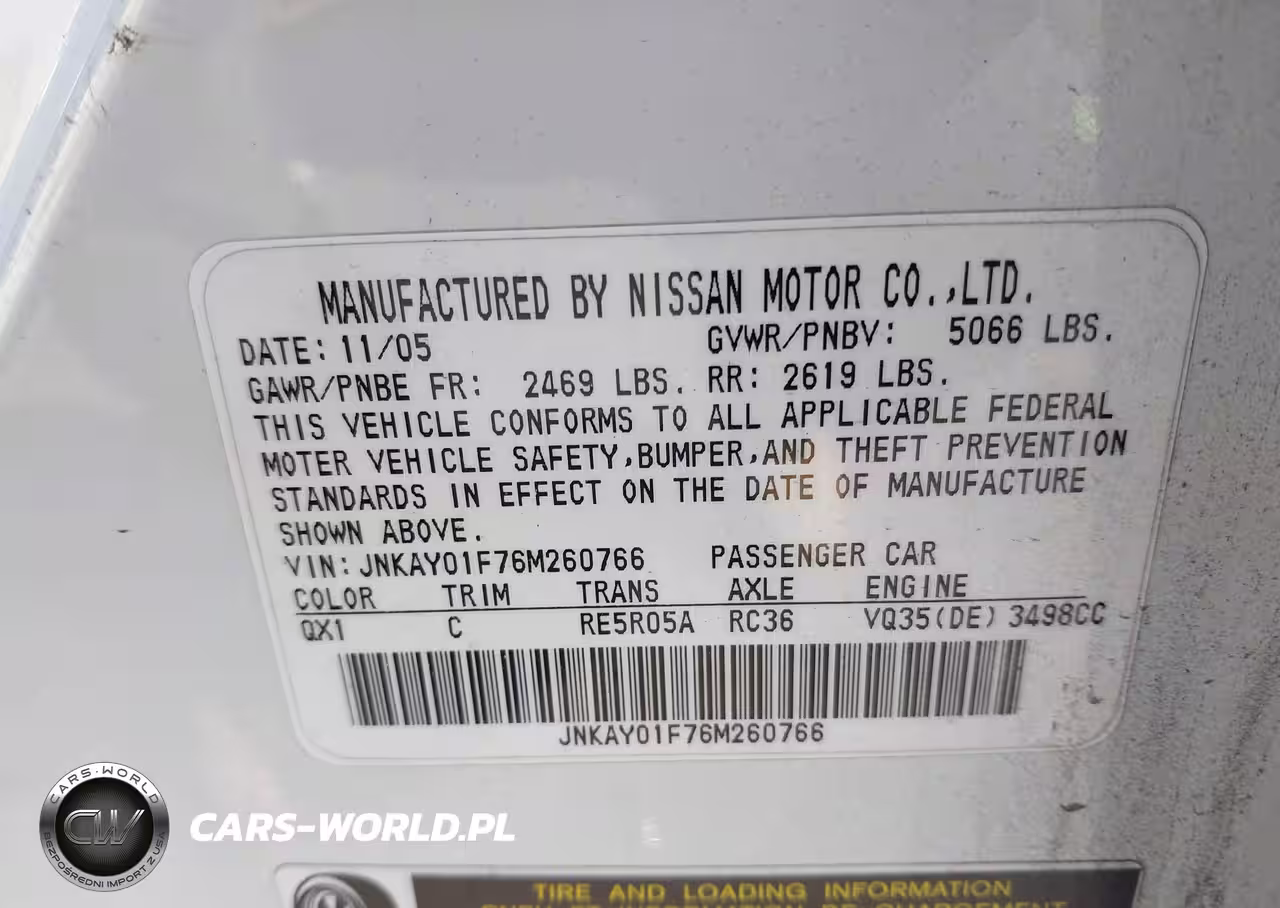 MANUFACTURED BY NISSAN MOTOR CO.,LTD.
DATE: 11/05 GVWR/PNBV: 5066 LBS.
GAWR/PNBE FR: 2469 LBS. RR: 2619 LBS.
THIS VEHICLE CONFORMS TO ALL APPLICABLE FEDERAL
MOTER VEHICLE SAFETY,BUMPER,AND THEFT PREVENTION
STANDARDS IN EFFECT ON THE DATE OF MANUFACTURE
SHOWN ABOVE.
VIN: JNKAY01F76M260766 PASSENGER CAR
COLOR TRIM TRANS AXLE ENGINE
QX1 C RE5R05A RC36 VQ35(DE) 3498CC
JNKAY01F76M260766
CARS-WORLD
CW
BEZPOŚREDNI IMPORT Z USA
CARS-WORLD.PL
TIRE AND LOADING INFORMATION